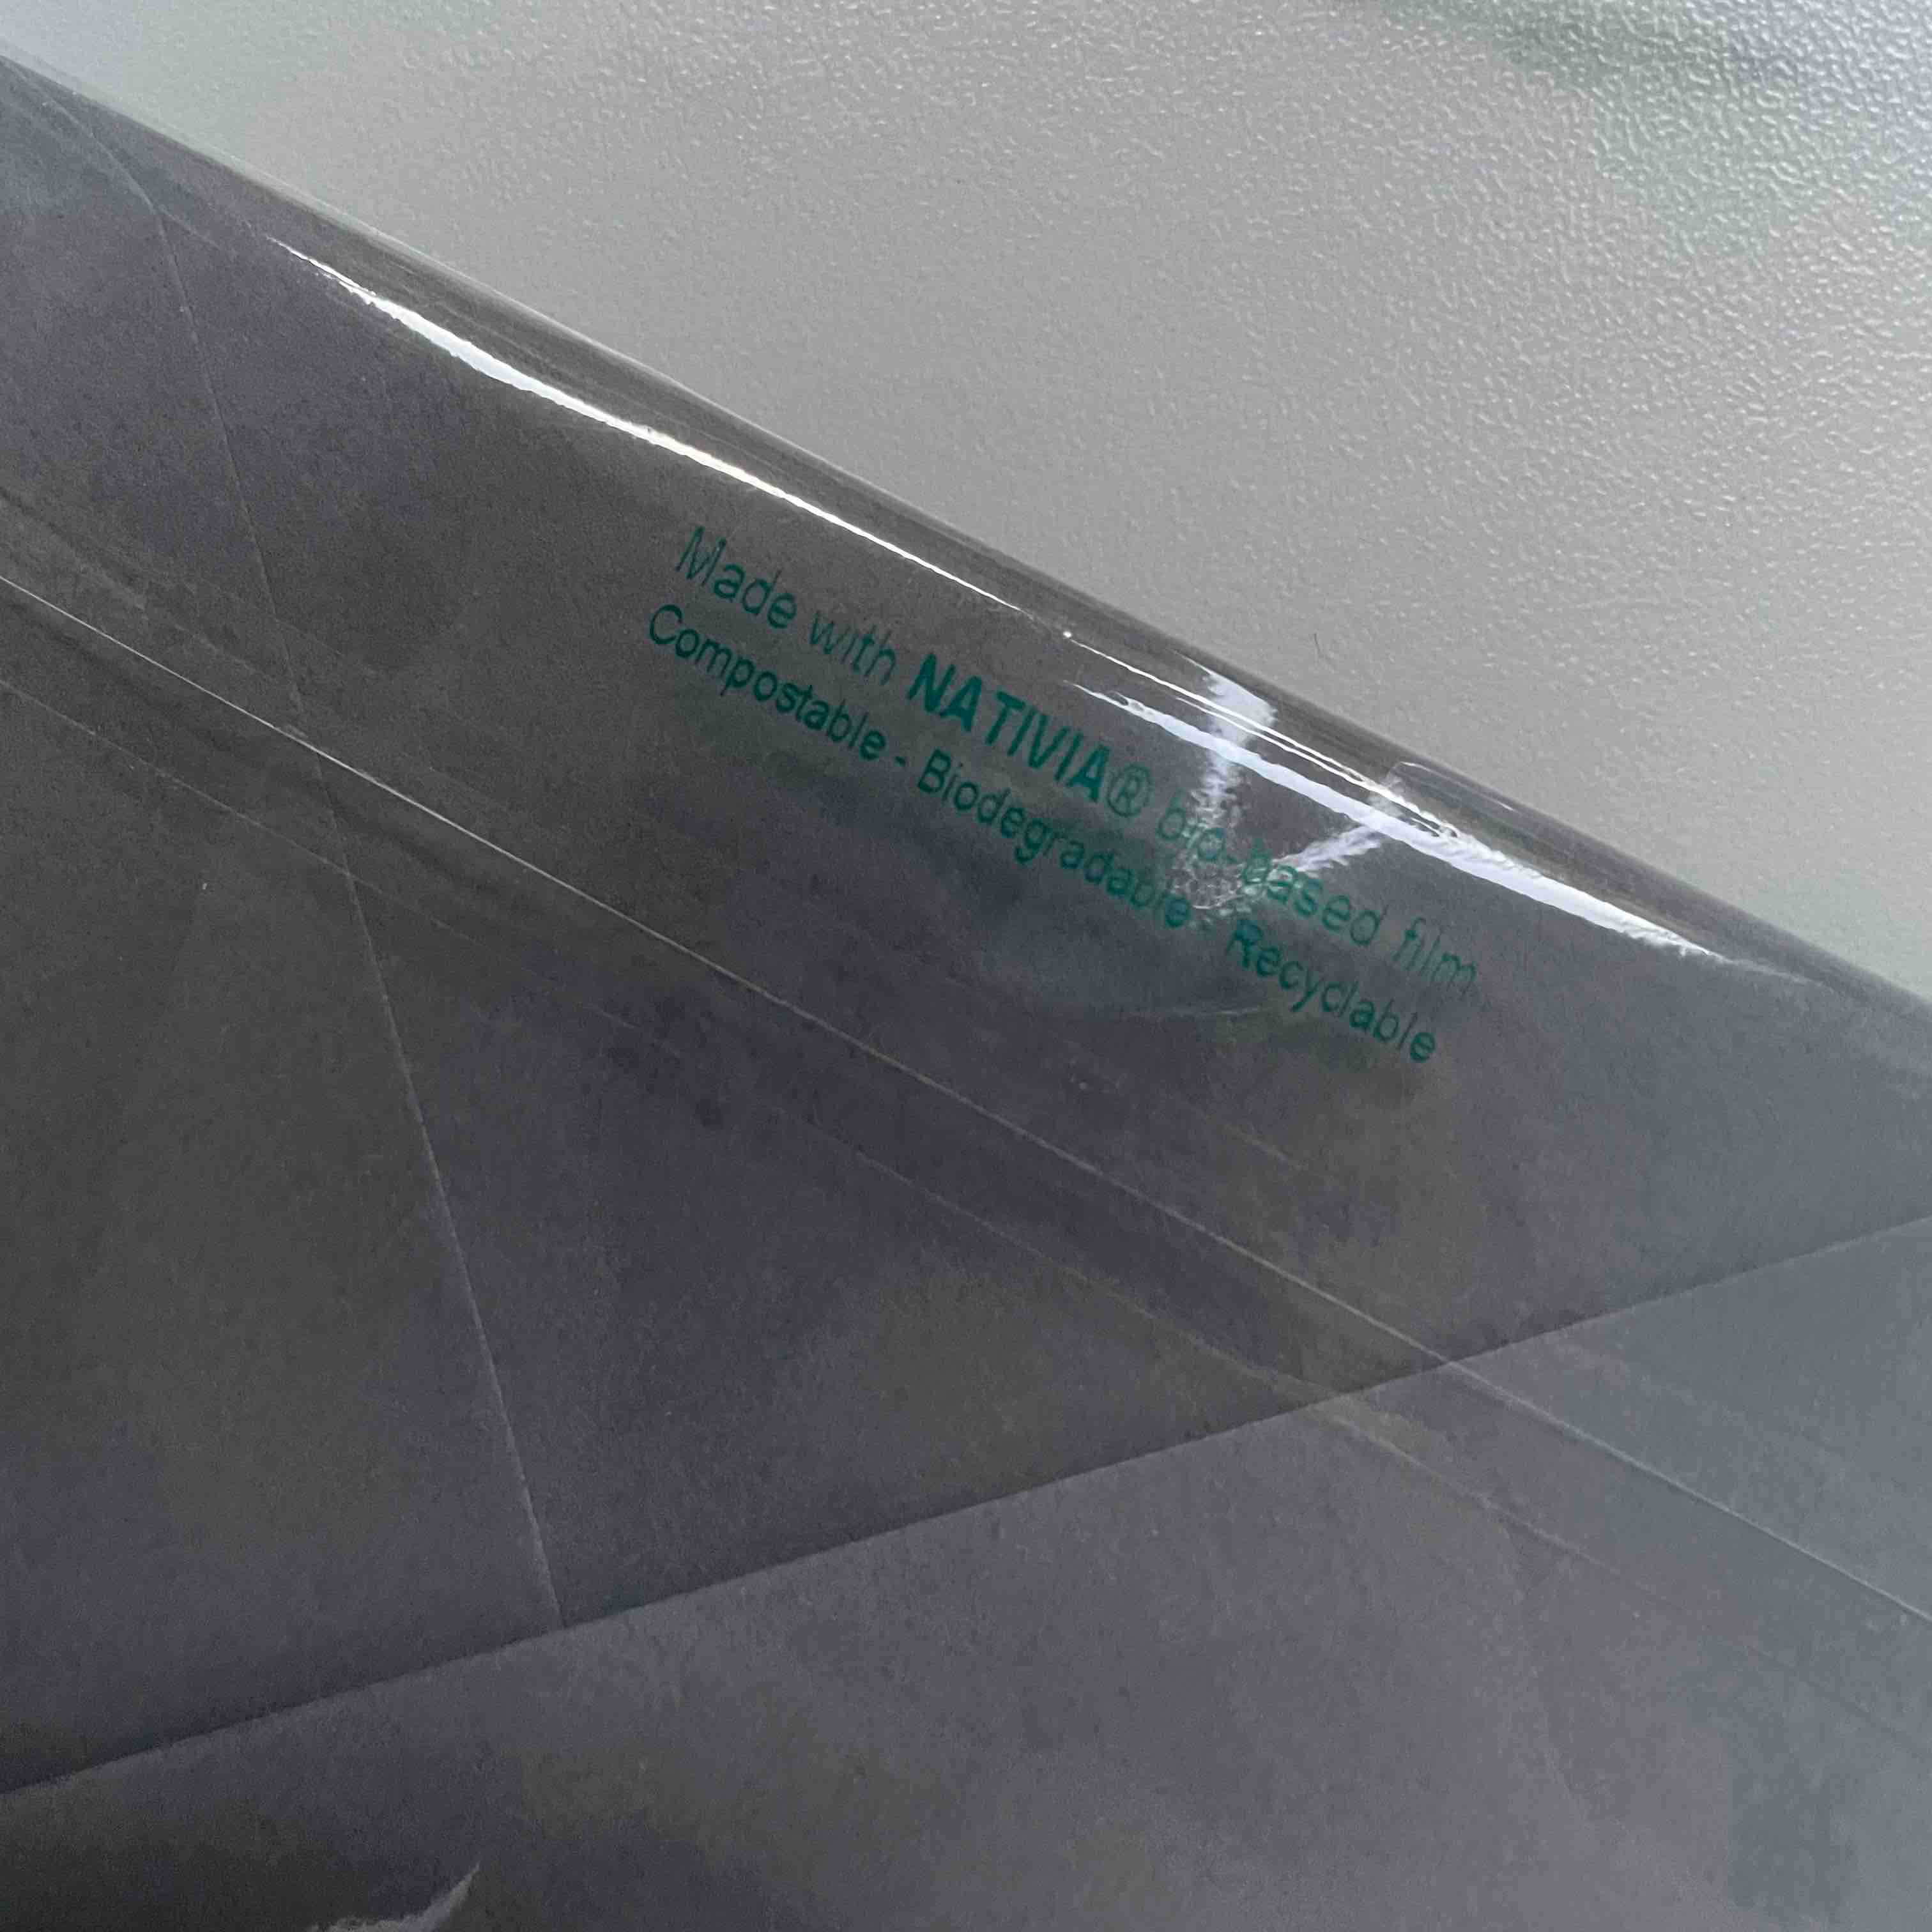 Made with NATIVIA® bio-based film
Compostable - Biodegradable - Recyclable